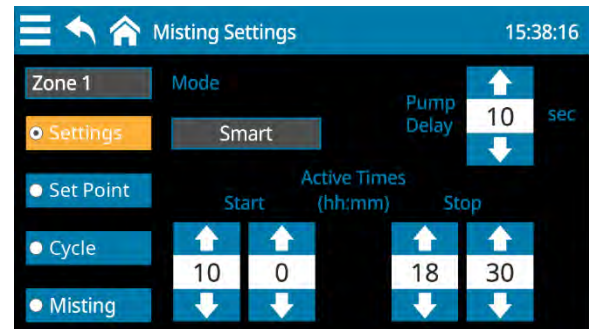 Misting Settings 15:38:16
Zone 1
Mode
Pump Delay
10
sec
Settings
Smart
Active Times
(hh:mm)
Set Point
Start
Stop
Cycle
10 0 18 30
Misting